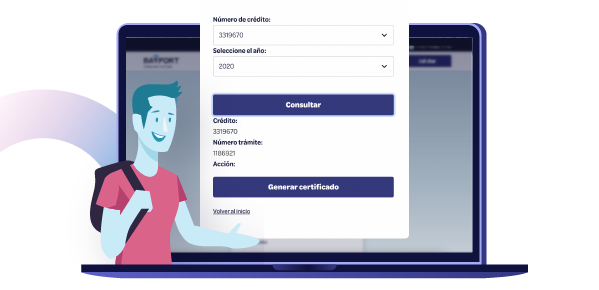 Número de crédito:
3319670
Seleccione el año:
2020
BAYPORT
Consultar
Crédito:
3319670
Número trámite:
1186921
Acción:
Generar certificado
Volver al inicio